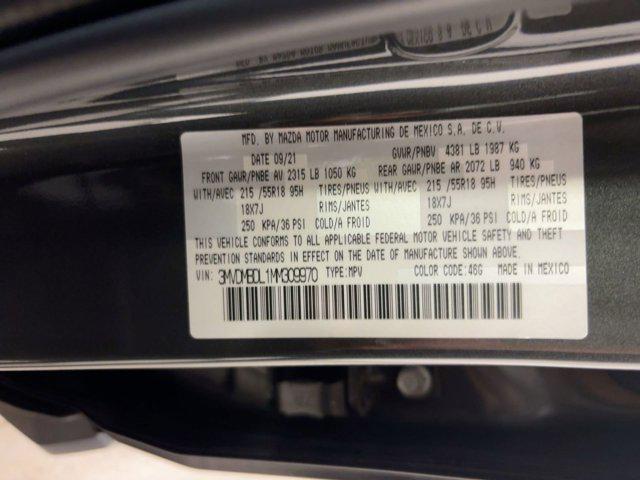 MFD. BY MAZDA MOTOR MANUFACTURING DE MEXICO S.A. DE C.V.
DATE 09/21 GVWR/PNBV 4381 LB 1987 KG
FRONT GAWR/PNBE AV 2315 LB 1050 KG REAR GAWR/PNBE AR 2072 LB 940 KG
WITH/AVEC 215 /55R18 95H TIRES/PNEUS WITH/AVEC 215 /55R18 95H TIRES/PNEUS
18X7J RIMS/JANTES 18X7J RIMS/JANTES
250 KPA/36 PSI COLD/A FROID 250 KPA/36 PSI COLD/A FROID
THIS VEHICLE CONFORMS TO ALL APPLICABLE FEDERAL MOTOR VEHICLE SAFETY AND THEFT
PREVENTION STANDARDS IN EFFECT ON THE DATE OF MANUFACTURE SHOWN ABOVE.
VIN: 3MVDMBDL1MM309970 TYPE:MPV COLOR CODE:46G MADE IN MEXICO